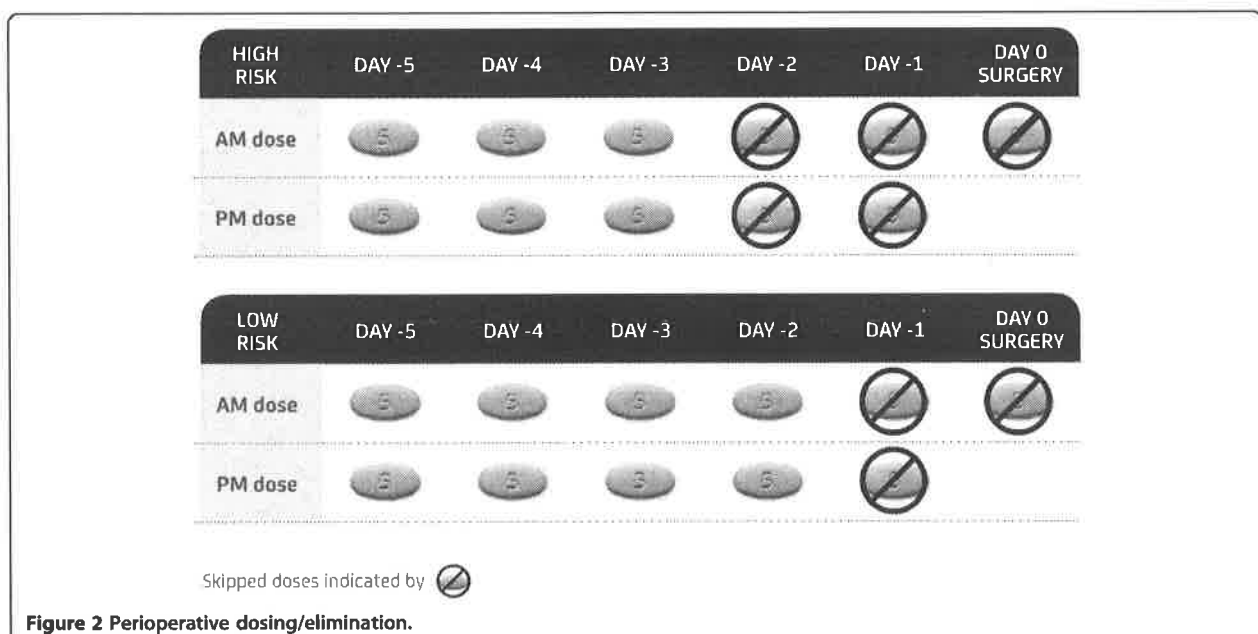 HIGH RISK DAY -5 DAY -4 DAY -3 DAY -2 DAY -1 DAY 0 SURGERY
AM dose
PM dose
LOW RISK DAY -5 DAY -4 DAY -3 DAY -2 DAY -1 DAY 0 SURGERY
AM dose
PM dose
Skipped doses indicated by
Figure 2 Perioperative dosing/elimination.